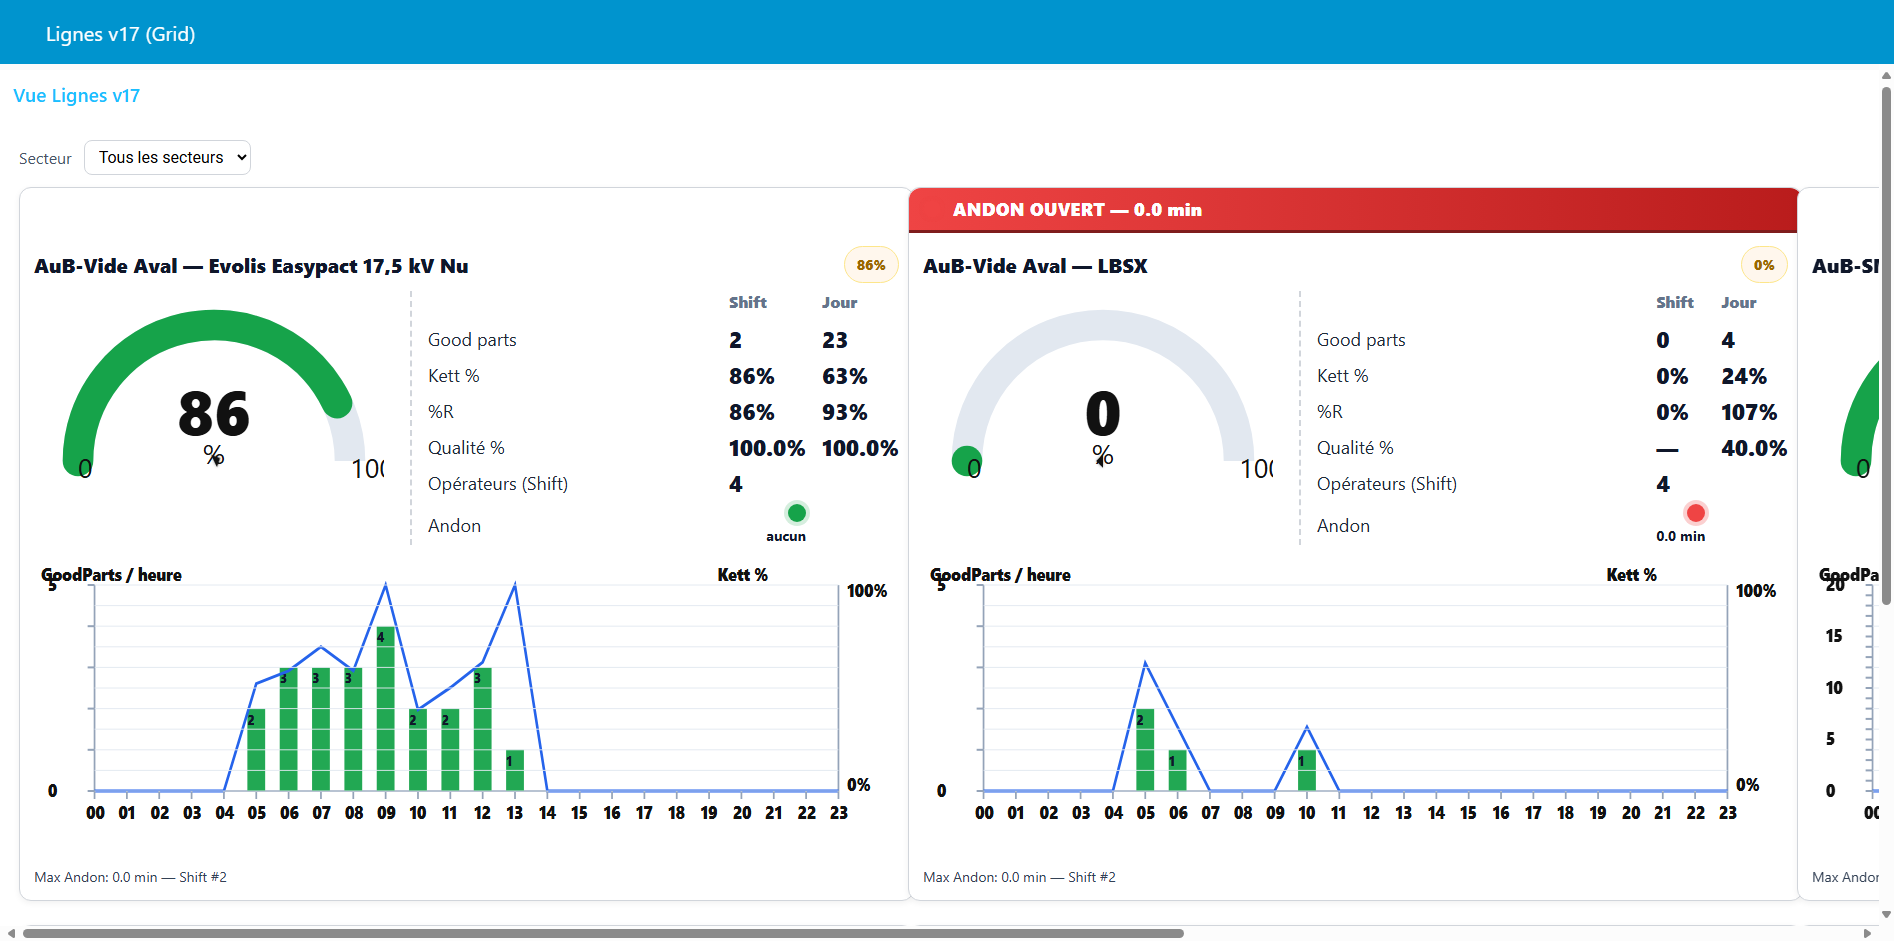 Lignes v17 (Grid)
Vue Lignes v17
Secteur Tous les secteurs
AuB-Vide Aval — Evolis Easypact 17,5 kV Nu 86%
Shift Jour
Good parts 2 23
Kett % 86% 63%
%R 86% 93%
Qualité % 100.0% 100.0%
Opérateurs (Shift) 4
Andon
aucun
86
%
0 100
GoodParts / heure Kett %
5 100%
2 3 3 3 4 2 2 3 1
0 0%
00 01 02 03 04 05 06 07 08 09 10 11 12 13 14 15 16 17 18 19 20 21 22 23
Max Andon: 0.0 min — Shift #2
ANDON OUVERT — 0.0 min
AuB-Vide Aval — LBSX 0%
Shift Jour
Good parts 0 4
Kett % 0% 24%
%R 0% 107%
Qualité % — 40.0%
Opérateurs (Shift) 4
Andon
0.0 min
0
%
0 100
GoodParts / heure Kett %
5 100%
2 1 1
0 0%
00 01 02 03 04 05 06 07 08 09 10 11 12 13 14 15 16 17 18 19 20 21 22 23
Max Andon: 0.0 min — Shift #2
0
20
15
10
5
0
00
Max